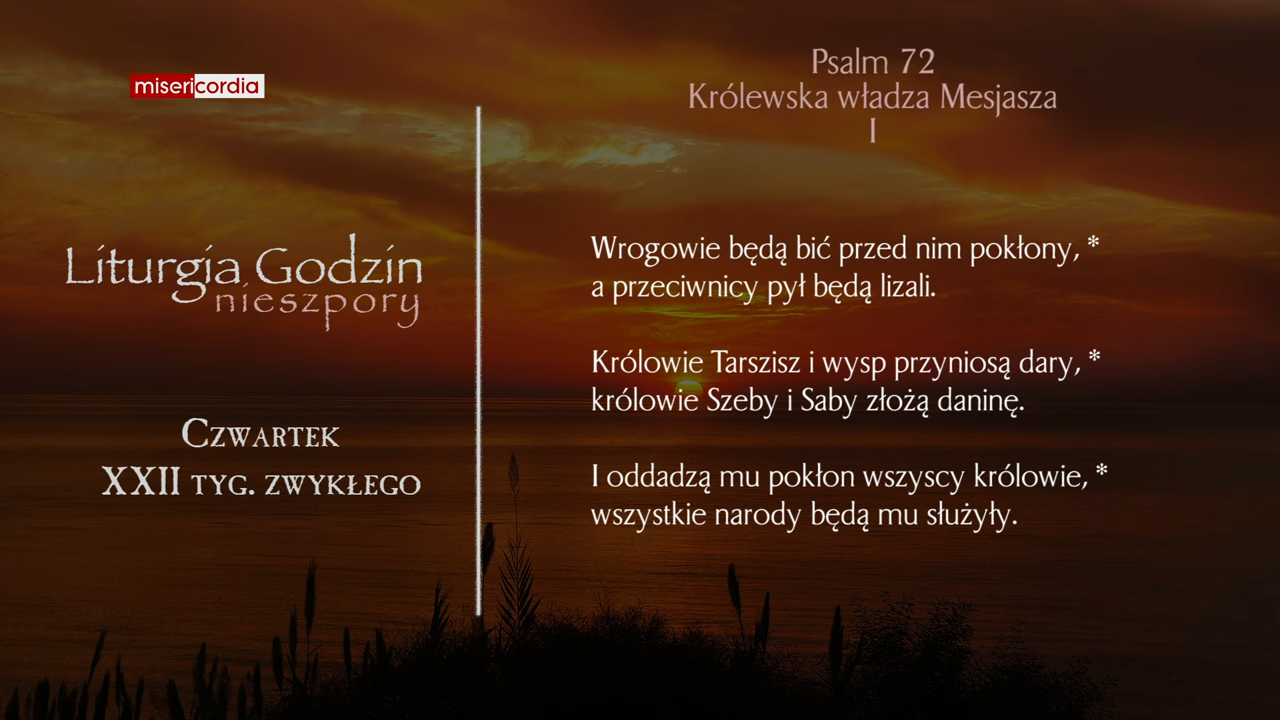 misericordia
Liturgia Godzin
nieszpory
Czwartek
XXII tyg. zwykłego
Psalm 72
Królewska władza Mesjasza
I
Wrogowie będą bić przed nim pokłony, *
a przeciwnicy pył będą lizali.
Królowie Tarszisz i wysp przyniosą dary, *
królowie Szeby i Saby złożą daninę.
I oddadzą mu pokłon wszyscy królowie, *
wszystkie narody będą mu służyły.